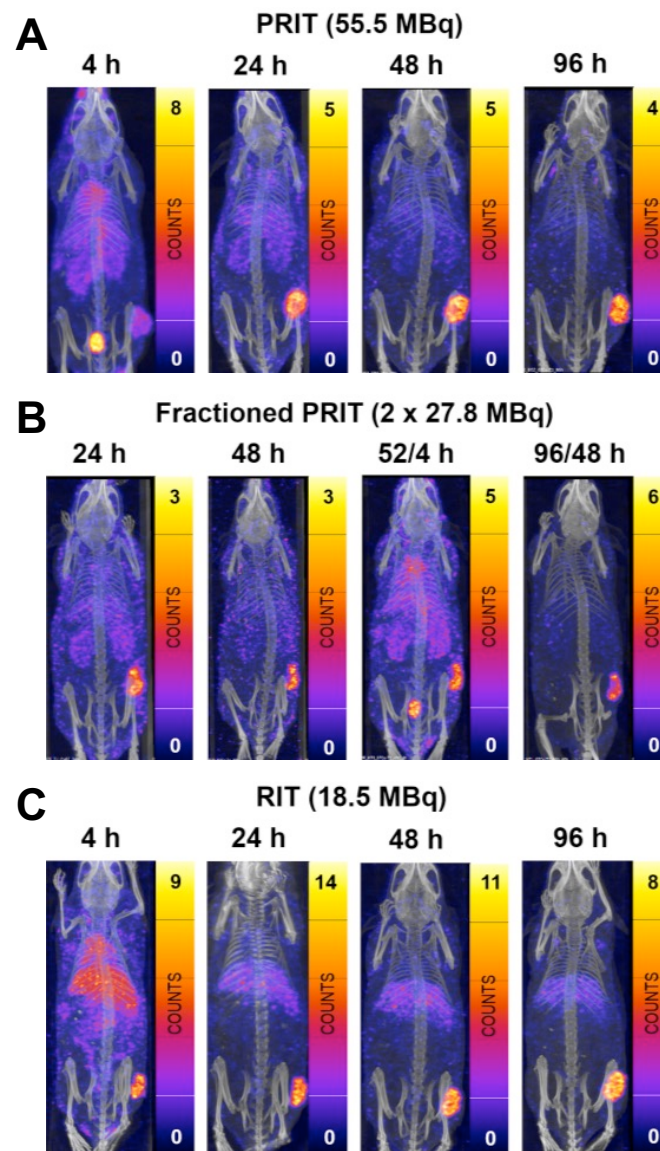 A
PRIT (55.5 MBq)
4 h 24 h 48 h 96 h
8 5 5 4
COUNTS COUNTS COUNTS COUNTS
0 0 0 0
B
Fractioned PRIT (2 x 27.8 MBq)
24 h 48 h 52/4 h 96/48 h
3 3 5 6
COUNTS COUNTS COUNTS COUNTS
0 0 0 0
C
RIT (18.5 MBq)
4 h 24 h 48 h 96 h
9 14 11 8
COUNTS COUNTS COUNTS COUNTS
0 0 0 0